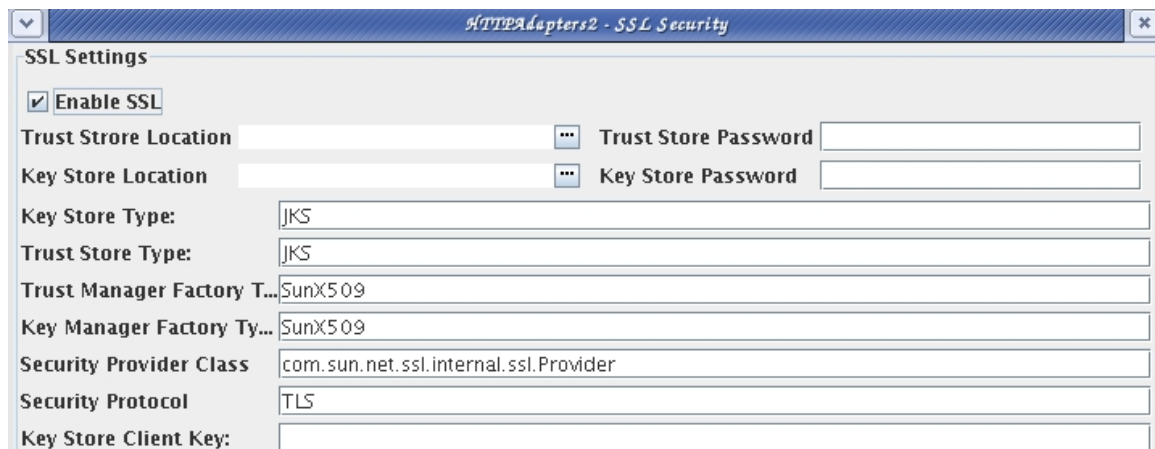 HTTPAdapters2 - SSL Security
SSL Settings
Enable SSL
Trust Strore Location ... Trust Store Password
Key Store Location ... Key Store Password
Key Store Type: JKS
Trust Store Type: JKS
Trust Manager Factory T... SunX509
Key Manager Factory Ty... SunX509
Security Provider Class com.sun.net.ssl.internal.ssl.Provider
Security Protocol TLS
Key Store Client Key: